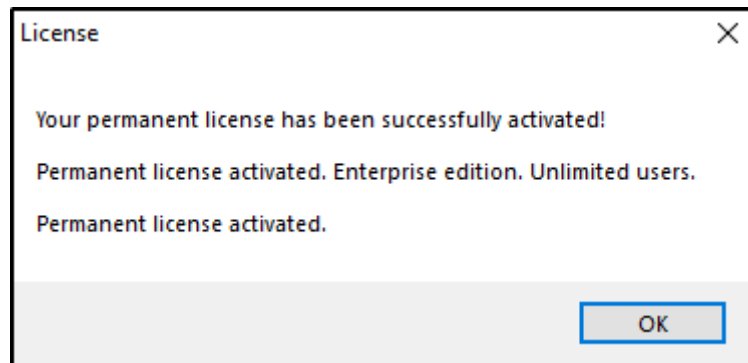 License
Your permanent license has been successfully activated!
Permanent license activated. Enterprise edition. Unlimited users.
Permanent license activated.
OK